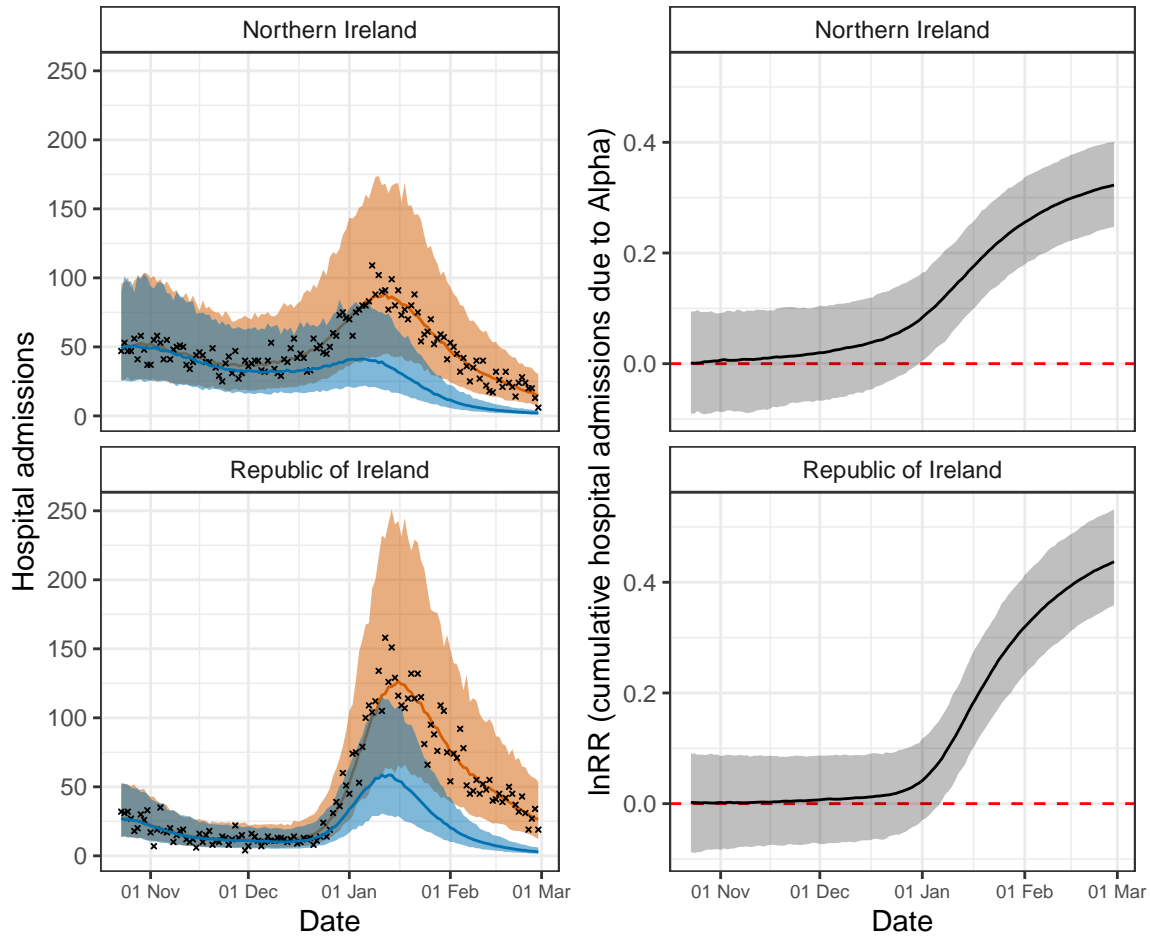 Northern Ireland
250
200
150
100
50
0
Republic of Ireland
250
200
150
100
50
0
01 Nov 01 Dec 01 Jan 01 Feb 01 Mar
Date
Hospital admissions
Northern Ireland
0.4
0.2
0.0
Republic of Ireland
0.4
0.2
0.0
01 Nov 01 Dec 01 Jan 01 Feb 01 Mar
Date
lnRR (cumulative hospital admissions due to Alpha)